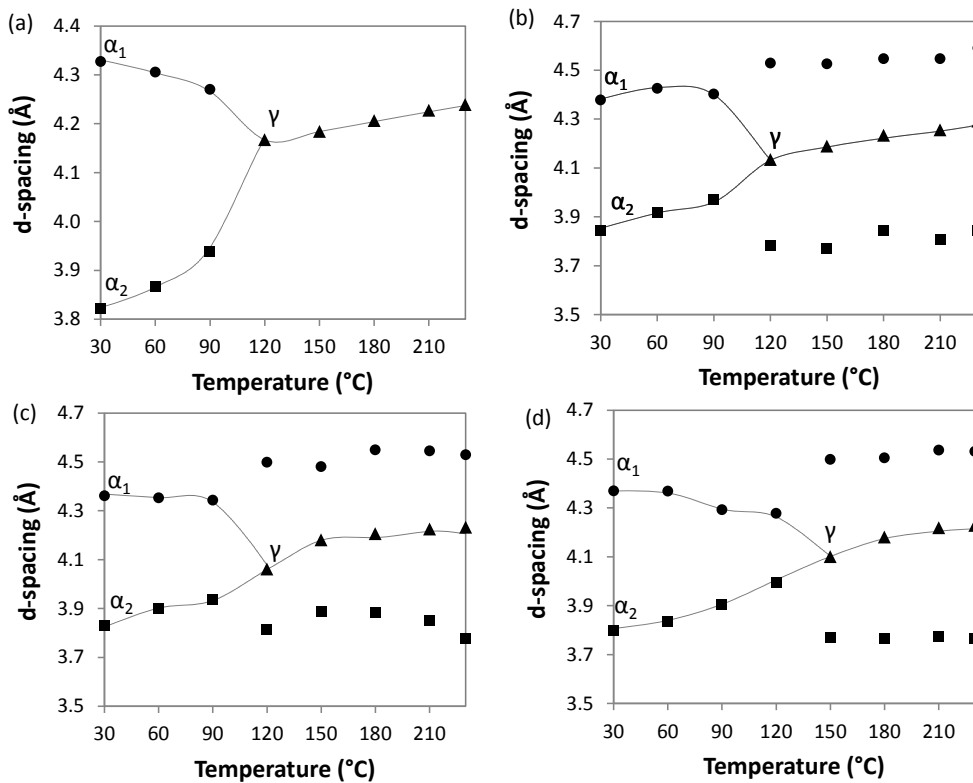 (a)
d-spacing (Å)
4.4
4.3
4.2
4.1
4.0
3.9
3.8
α1
α2
γ
30 60 90 120 150 180 210
Temperature (°C)
(b)
d-spacing (Å)
4.7
4.5
4.3
4.1
3.9
3.7
3.5
α1
α2
γ
30 60 90 120 150 180 210
Temperature (°C)
(c)
d-spacing (Å)
4.7
4.5
4.3
4.1
3.9
3.7
3.5
α1
α2
γ
30 60 90 120 150 180 210
Temperature (°C)
(d)
d-spacing (Å)
4.7
4.5
4.3
4.1
3.9
3.7
3.5
α1
α2
γ
30 60 90 120 150 180 210
Temperature (°C)